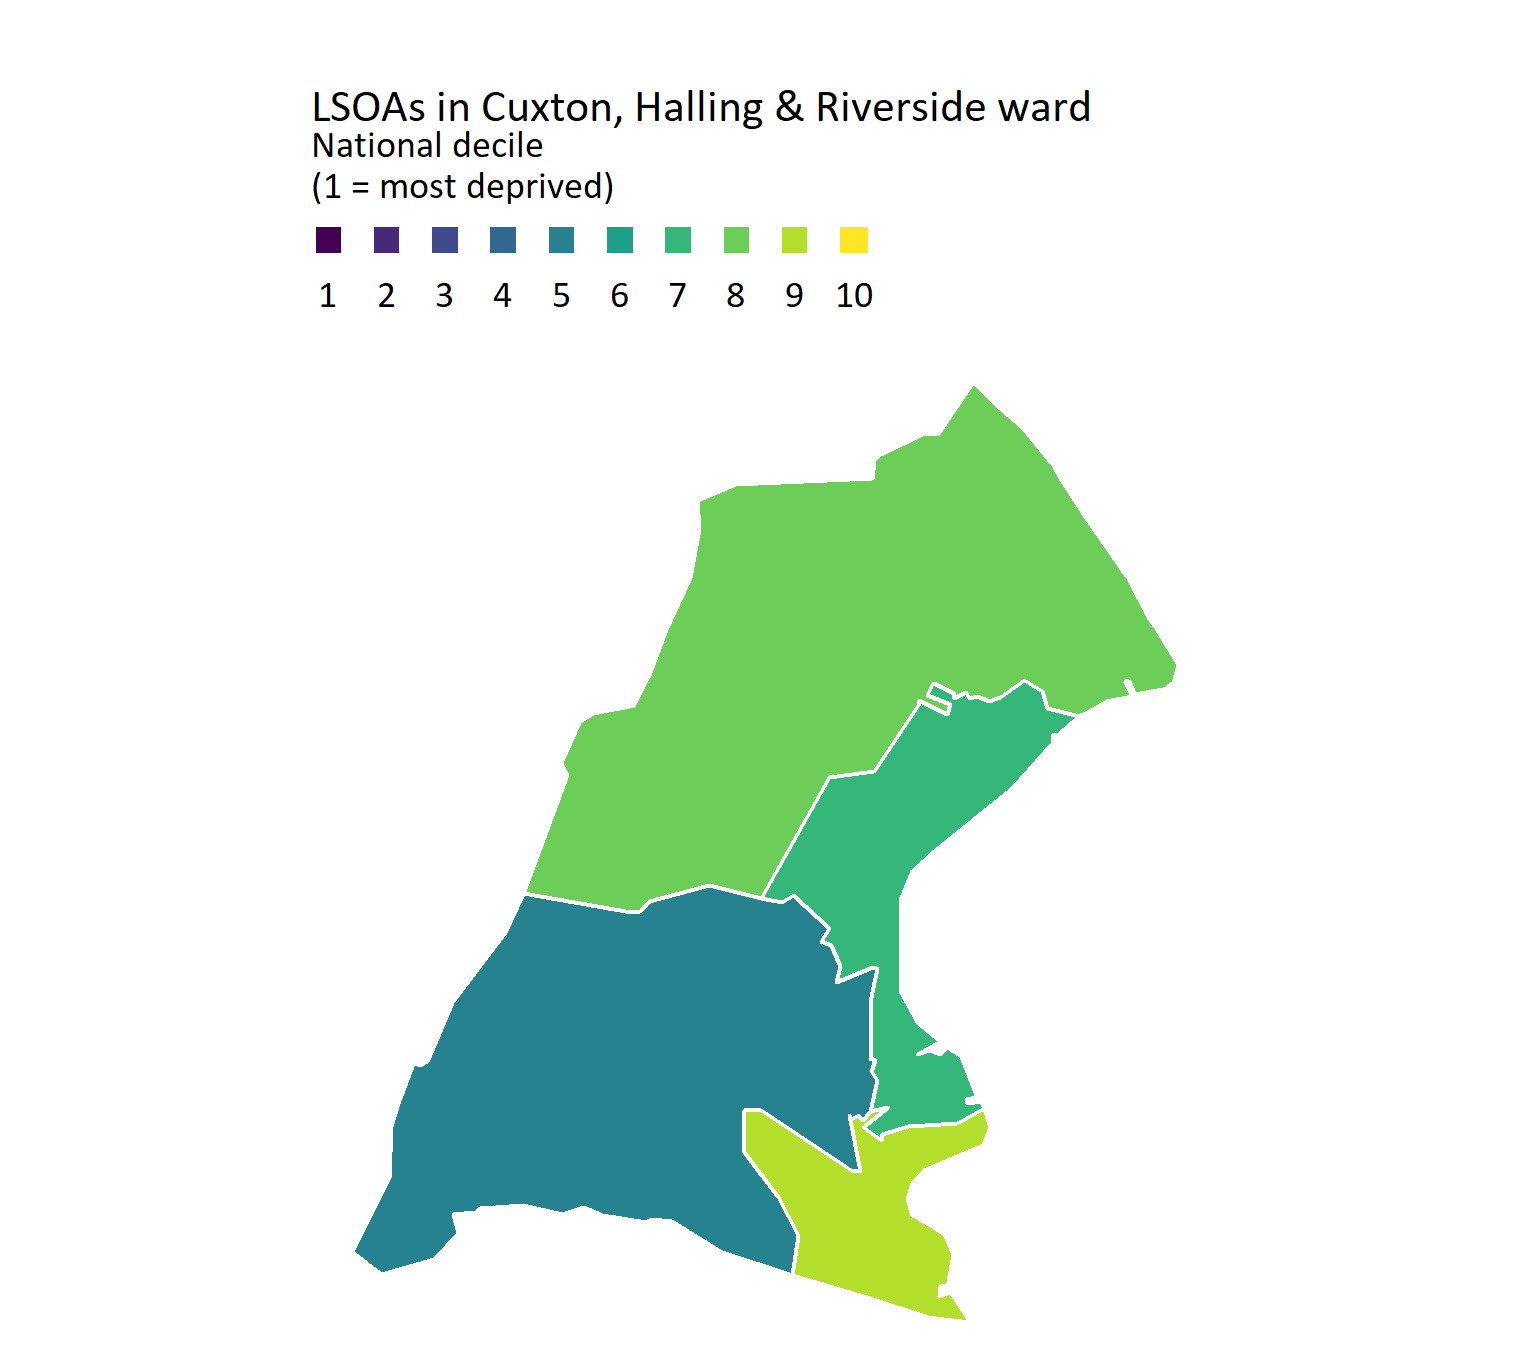 LSOAs in Cuxton, Halling & Riverside ward
National decile
(1 = most deprived)
1 2 3 4 5 6 7 8 9 10